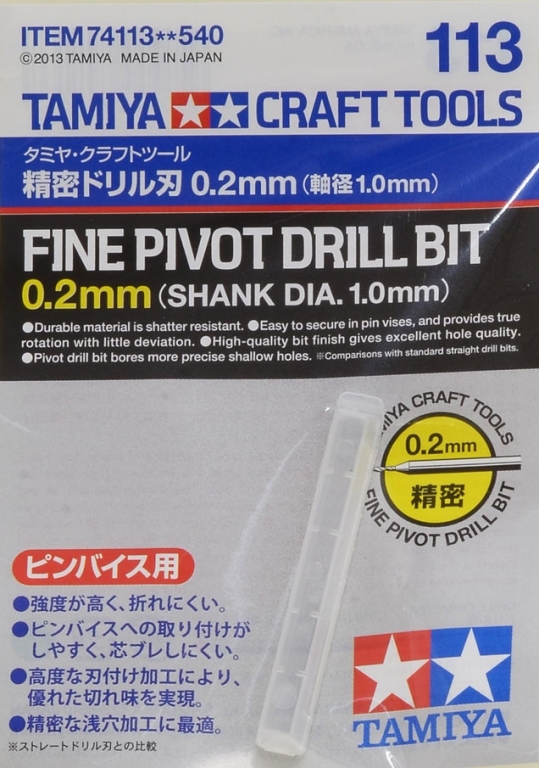 ITEM 74113**540
©2013 TAMIYA MADE IN JAPAN
113
TAMIYA CRAFT TOOLS
タミヤ・クラフトツール
精密ドリル刃 0.2mm (軸径1.0mm)
FINE PIVOT DRILL BIT
0.2mm (SHANK DIA. 1.0mm)
●Durable material is shatter resistant. ●Easy to secure in pin vises, and provides true
rotation with little deviation. ●High-quality bit finish gives excellent hole quality.
●Pivot drill bit bores more precise shallow holes. ※Comparisons with standard straight drill bits.
CRAFT TOOLS
0.2mm
精密
FINE PIVOT DRILL BIT
ピンバイス用
●強度が高く、折れにくい。
●ピンバイスへの取り付けが
しやすく、芯ブレしにくい。
●高度な刃付け加工により、
優れた切れ味を実現。
●精密な浅穴加工に最適。
※ストレートドリル刃との比較
TAMIYA